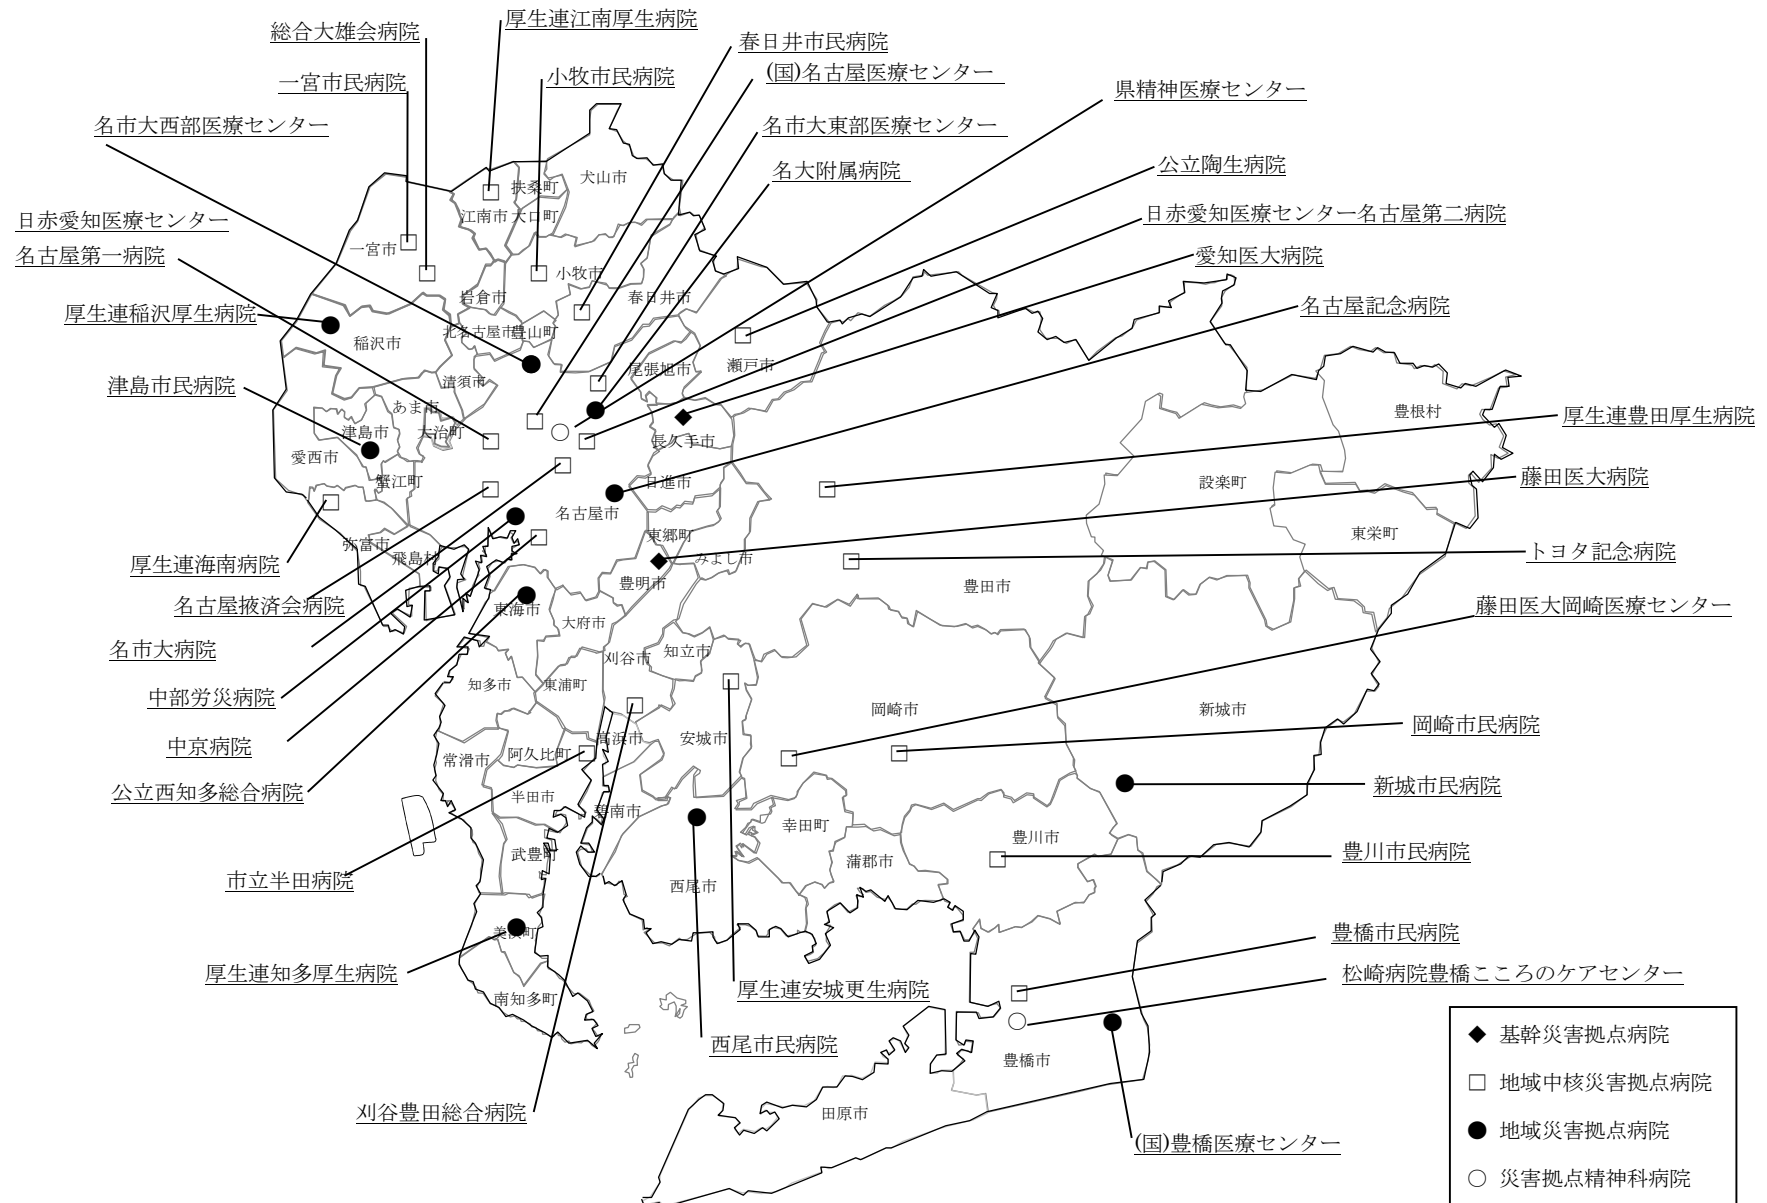 厚生連江南厚生病院
総合大雄会病院
春日井市民病院
(国)名古屋医療センター
一宮市民病院
小牧市民病院
県精神医療センター
名市大西部医療センター
名市大東部医療センター
公立陶生病院
名大附属病院
犬山市
扶桑町
江南市
大口町
日赤愛知医療センター
名古屋第一病院
日赤愛知医療センター名古屋第二病院
一宮市
愛知医大病院
小牧市
岩倉市
春日井市
名古屋記念病院
厚生連稲沢厚生病院
北名古屋市
豊山町
稲沢市
尾張旭市
瀬戸市
清須市
津島市民病院
あま市
豊根村
厚生連豊田厚生病院
津島市
大治町
長久手市
愛西市
蟹江町
日進市
設楽町
藤田医大病院
名古屋市
東郷町
東栄町
弥富市
飛島村
みよし市
トヨタ記念病院
厚生連海南病院
豊明市
豊田市
名古屋掖済会病院
東海市
大府市
藤田医大岡崎医療センター
名市大病院
刈谷市
知立市
知多市
東浦町
中部労災病院
岡崎市
新城市
岡崎市民病院
中京病院
常滑市
阿久比町
高浜市
安城市
公立西知多総合病院
半田市
碧南市
新城市民病院
幸田町
豊川市
武豊町
蒲郡市
豊川市民病院
市立半田病院
西尾市
美浜町
豊橋市民病院
厚生連知多厚生病院
南知多町
厚生連安城更生病院
松崎病院豊橋こころのケアセンター
西尾市民病院
豊橋市
刈谷豊田総合病院
田原市
(国)豊橋医療センター
◆ 基幹災害拠点病院
□ 地域中核災害拠点病院
● 地域災害拠点病院
○ 災害拠点精神科病院